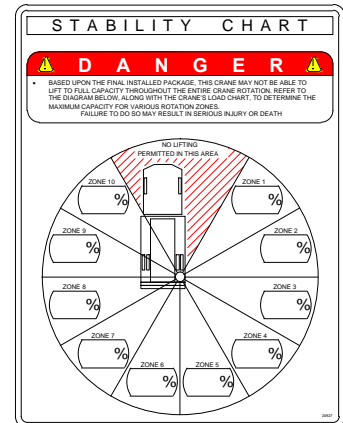 STABILITY CHART
DANGER
• BASED UPON THE FINAL INSTALLED PACKAGE, THIS CRANE MAY NOT BE ABLE TO
LIFT TO FULL CAPACITY THROUGHOUT THE ENTIRE CRANE ROTATION. REFER TO
THE DIAGRAM BELOW, ALONG WITH THE CRANE'S LOAD CHART, TO DETERMINE THE
MAXIMUM CAPACITY FOR VARIOUS ROTATION ZONES.
FAILURE TO DO SO MAY RESULT IN SERIOUS INJURY OR DEATH
NO LIFTING
PERMITTED IN THIS AREA
ZONE 10
%
ZONE 1
%
ZONE 9
%
ZONE 2
%
ZONE 8
%
ZONE 3
%
ZONE 7
%
ZONE 4
%
ZONE 6
%
ZONE 5
%